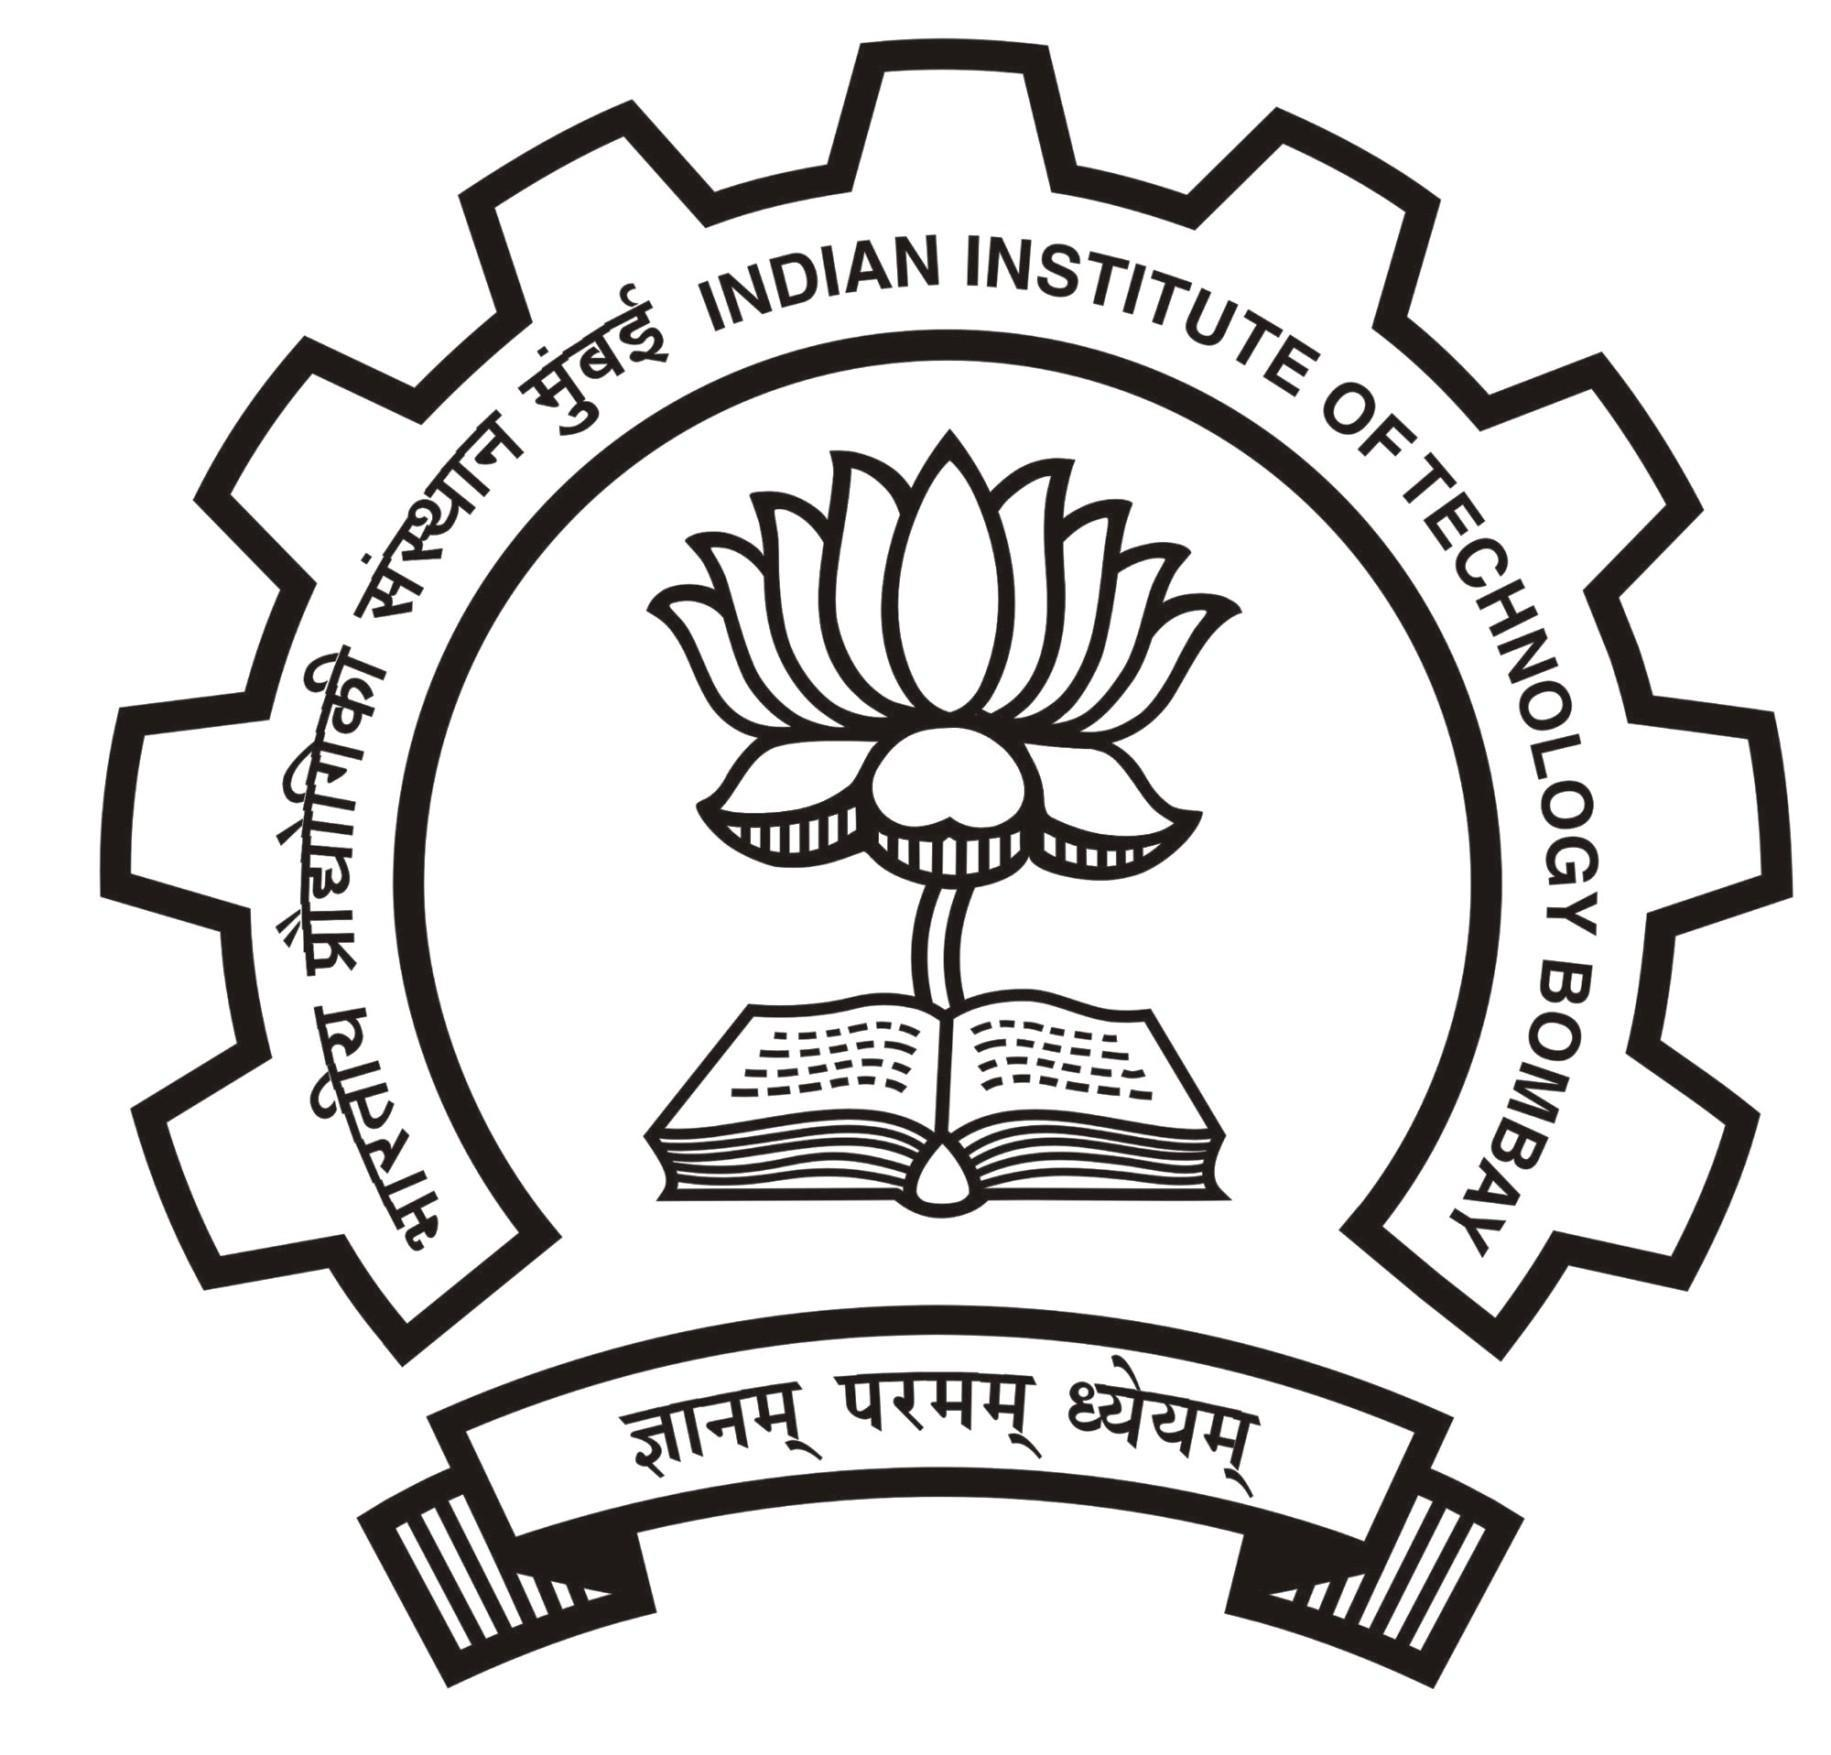 भारतीय प्रौद्योगिकी संस्थान मुंबई
INDIAN INSTITUTE OF TECHNOLOGY BOMBAY
ज्ञानम् परमम् ध्येयम्